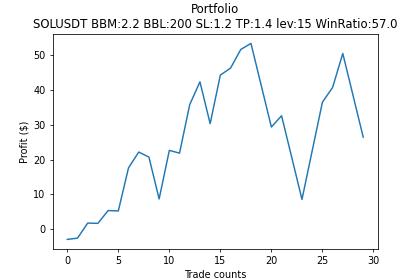 Portfolio
SOLUSDT BBM:2.2 BBL:200 SL:1.2 TP:1.4 lev:15 WinRatio:57.0
Profit ($)
50
40
30
20
10
0
0 5 10 15 20 25 30
Trade counts